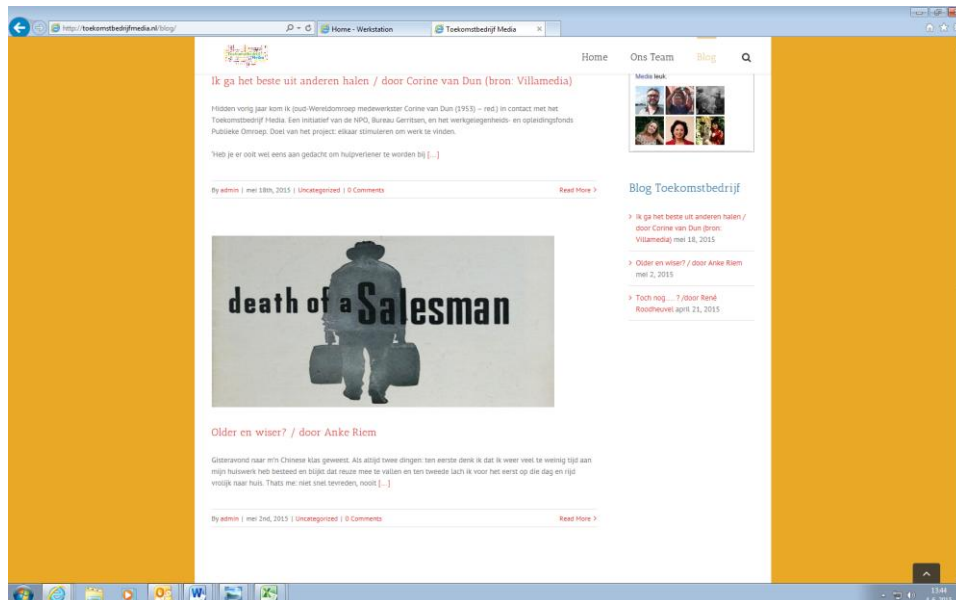 http://toekomstbedrijfmedia.nl/blog/
Home - Werkstation
Toekomstbedrijf Media
Home Ons Team Blog
Ik ga het beste uit anderen halen / door Corine van Dun (bron: Villamedia)
Midden vorig jaar kom ik (oud-Wereldomroep medewerkster Corine van Dun (1953) – red.) in contact met het
Toekomstbedrijf Media. Een initiatief van de NPO, Bureau Gerritsen, en het werkgelegenheids- en opleidingsfonds
Publieke Omroep. Doel van het project: elkaar stimuleren om werk te vinden.
'Heb je er ooit wel eens aan gedacht om hulpverlener te worden bij [...]
By admin | mei 18th, 2015 | Uncategorized | 0 Comments
Read More >
death of a Salesman
Older en wiser? / door Anke Riem
Gisteravond naar m'n Chinese klas geweest. Als altijd twee dingen: ten eerste denk ik dat ik weer veel te weinig tijd aan
mijn huiswerk heb besteed en blijkt dat reuze mee te vallen en ten tweede lach ik voor het eerst op die dag en rijd
vrolijk naar huis. Thats me: niet snel tevreden, nooit [...]
By admin | mei 2nd, 2015 | Uncategorized | 0 Comments
Read More >
Media leuk.
Blog Toekomstbedrijf
> Ik ga het beste uit anderen halen /
door Corine van Dun (bron:
Villamedia) mei 18, 2015
> Older en wiser? / door Anke Riem
mei 2, 2015
> Toch nog.... ? /door René
Roodheuvel april 21, 2015
13:44